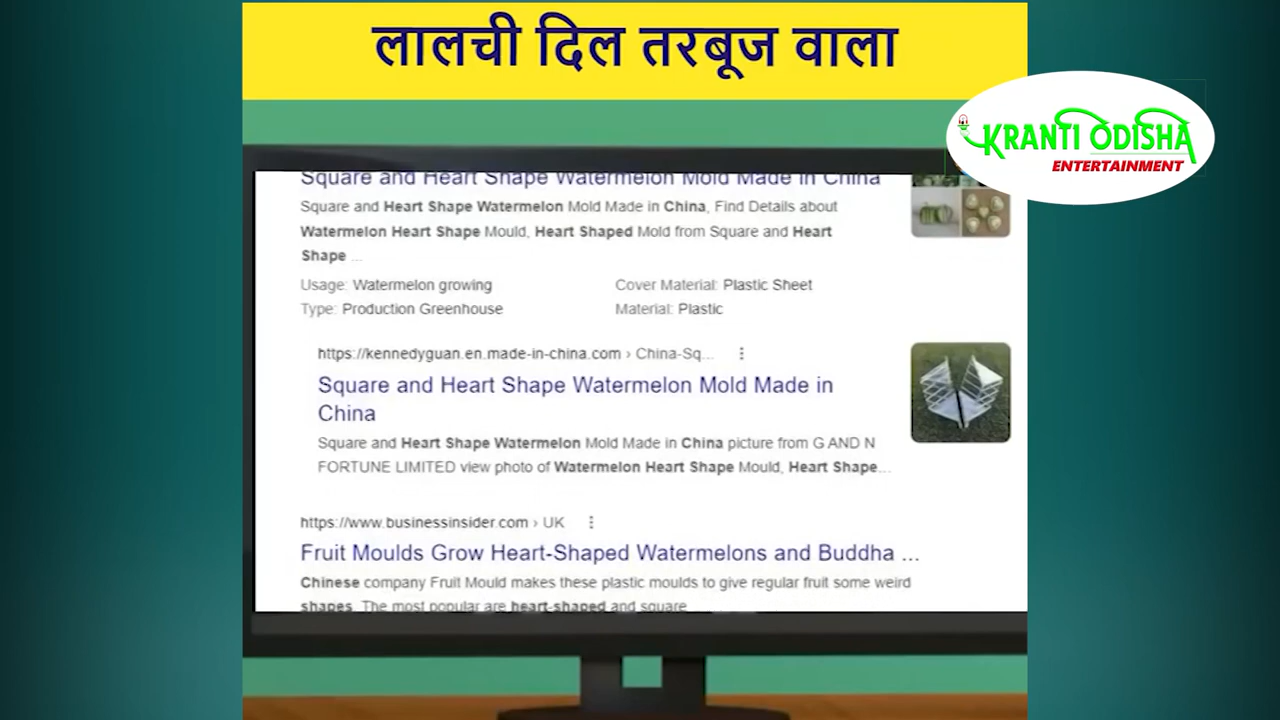 लालची दिल तरबूज वाला
KRANTI ODISHA
ENTERTAINMENT
Square and Heart Shape Watermelon Mold Made in China
Square and Heart Shape Watermelon Mold Made in China, Find Details about
Watermelon Heart Shape Mould, Heart Shaped Mold from Square and Heart
Shape ...
Usage: Watermelon growing Cover Material: Plastic Sheet
Type: Production Greenhouse Material: Plastic
https://kennedyguan.en.made-in-china.com › China-Sq...
Square and Heart Shape Watermelon Mold Made in
China
Square and Heart Shape Watermelon Mold Made in China picture from G AND N
FORTUNE LIMITED view photo of Watermelon Heart Shape Mould, Heart Shape...
https://www.businessinsider.com › UK
Fruit Moulds Grow Heart-Shaped Watermelons and Buddha ...
Chinese company Fruit Mould makes these plastic moulds to give regular fruit some weird
shapes. The most popular are heart-shaped and square